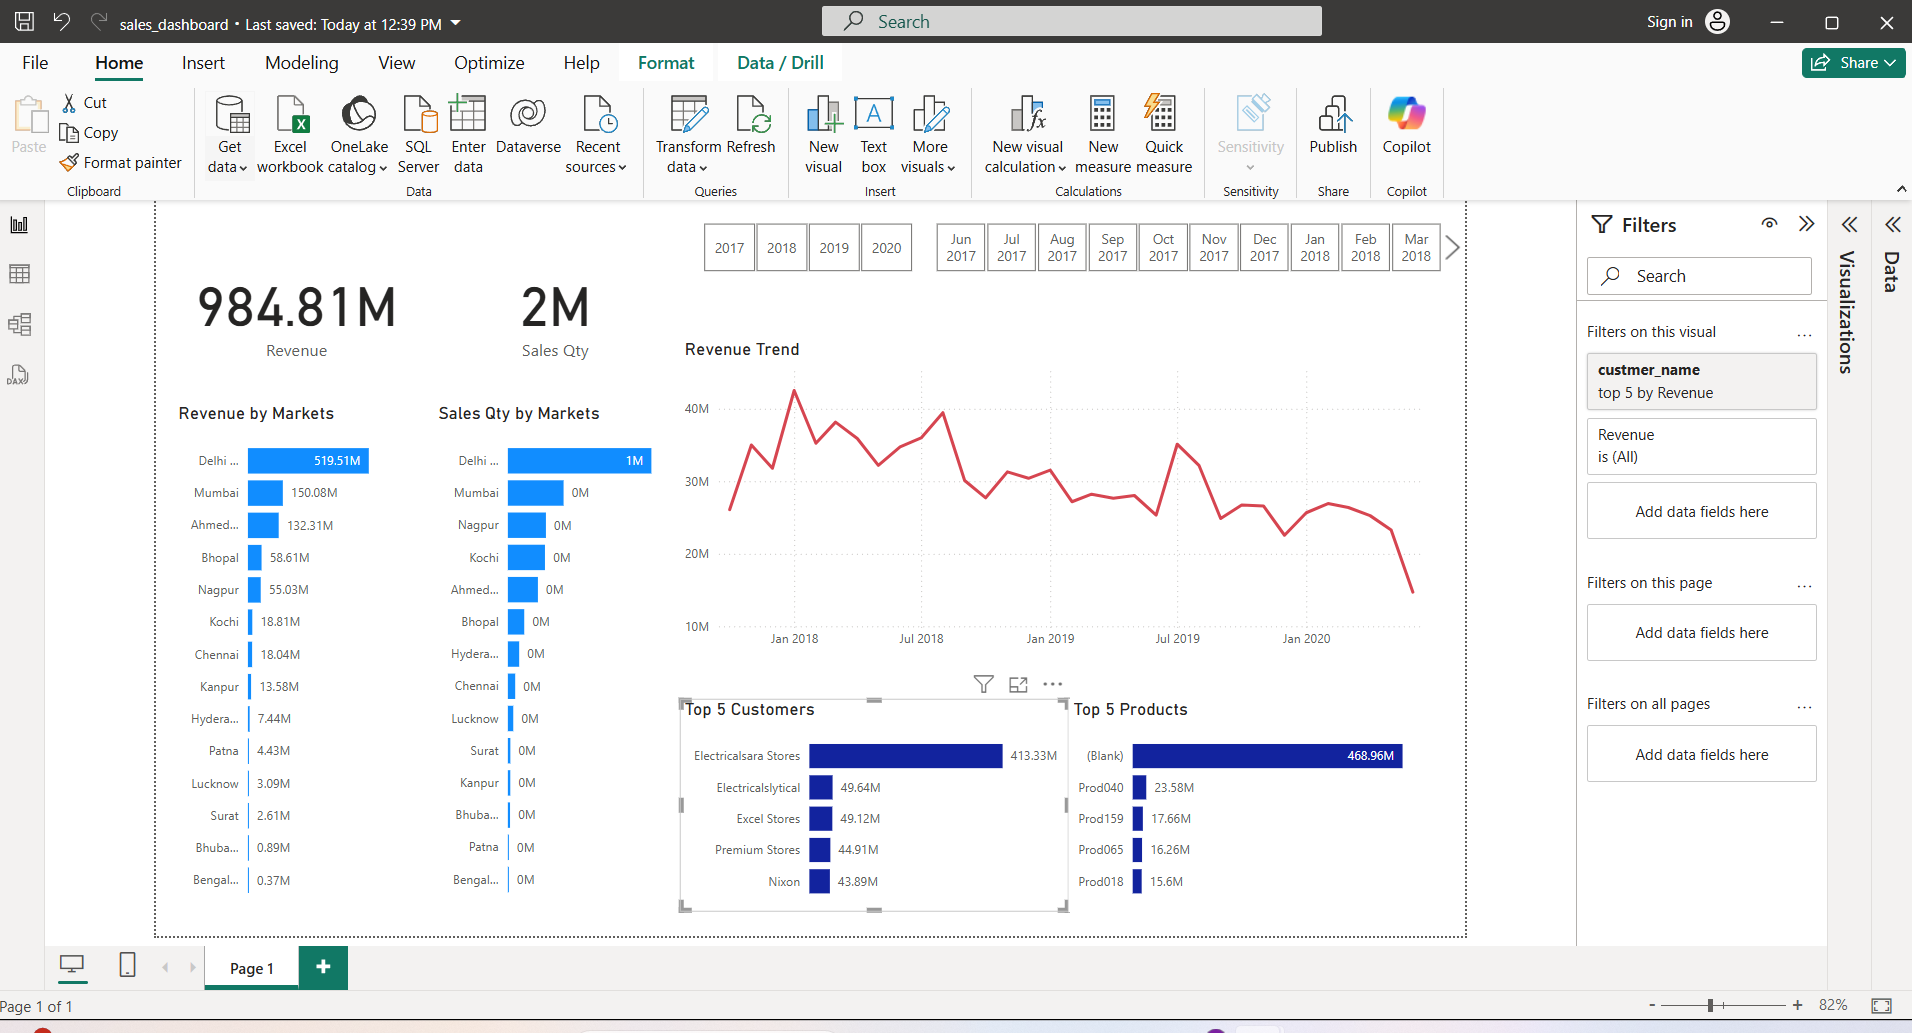 sales_dashboard • Last saved: Today at 12:39 PM
Search
Sign in
File Home Insert Modeling View Optimize Help Format Data / Drill
Share
Paste
Cut
Copy
Format painter
Clipboard
Get data
Excel workbook
OneLake catalog
SQL Server
Enter data
Dataverse
Recent sources
Data
Transform data
Refresh
Queries
New visual
Text box
More visuals
Insert
New visual calculation
New measure
Quick measure
Calculations
Sensitivity
Sensitivity
Publish
Share
Copilot
Copilot
DAX
2017 2018 2019 2020
Jun 2017
Jul 2017
Aug 2017
Sep 2017
Oct 2017
Nov 2017
Dec 2017
Jan 2018
Feb 2018
Mar 2018
984.81M
Revenue
2M
Sales Qty
Revenue by Markets
Delhi ... 519.51M
Mumbai 150.08M
Ahmed... 132.31M
Bhopal 58.61M
Nagpur 55.03M
Kochi 18.81M
Chennai 18.04M
Kanpur 13.58M
Hydera... 7.44M
Patna 4.43M
Lucknow 3.09M
Surat 2.61M
Bhuba... 0.89M
Bengal... 0.37M
Sales Qty by Markets
Delhi ... 1M
Mumbai 0M
Nagpur 0M
Kochi 0M
Ahmed... 0M
Bhopal 0M
Hydera... 0M
Chennai 0M
Lucknow 0M
Surat 0M
Kanpur 0M
Bhuba... 0M
Patna 0M
Bengal... 0M
Revenue Trend
40M
30M
20M
10M
Jan 2018 Jul 2018 Jan 2019 Jul 2019 Jan 2020
Top 5 Customers
Electricalsara Stores 413.33M
Electricalslytical 49.64M
Excel Stores 49.12M
Premium Stores 44.91M
Nixon 43.89M
Top 5 Products
(Blank) 468.96M
Prod040 23.58M
Prod159 17.66M
Prod065 16.26M
Prod018 15.6M
Filters
Search
Filters on this visual ...
custmer_name
top 5 by Revenue
Revenue
is (All)
Add data fields here
Filters on this page ...
Add data fields here
Filters on all pages ...
Add data fields here
Visualizations
Data
Page 1
Page 1 of 1
- + 82%